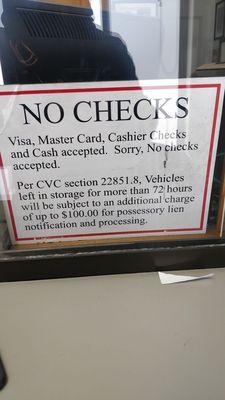 NO CHECKS
Visa, Master Card, Cashier Checks
and Cash accepted. Sorry, No checks
accepted.
Per CVC section 22851.8, Vehicles
left in storage for more than 72 hours
will be subject to an additional charge
of up to $100.00 for possessory lien
notification and processing.